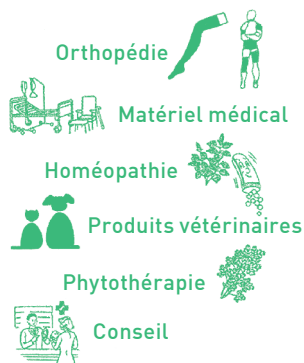 Orthopédie
Matériel médical
Homéopathie
Produits vétérinaires
Phytothérapie
Conseil